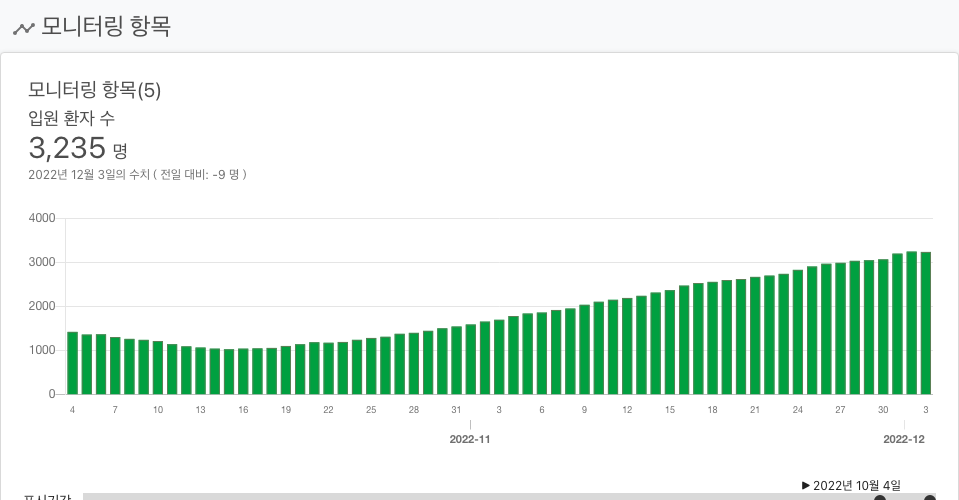 모니터링 항목
모니터링 항목(5)
입원 환자 수
3,235 명
2022년 12월 3일의 수치 ( 전일 대비: -9 명 )
4000
3000
2000
1000
0
4 7 10 13 16 19 22 25 28 31 3 6 9 12 15 18 21 24 27 30 3
2022-11 2022-12
▶ 2022년 10월 4일
표시기간